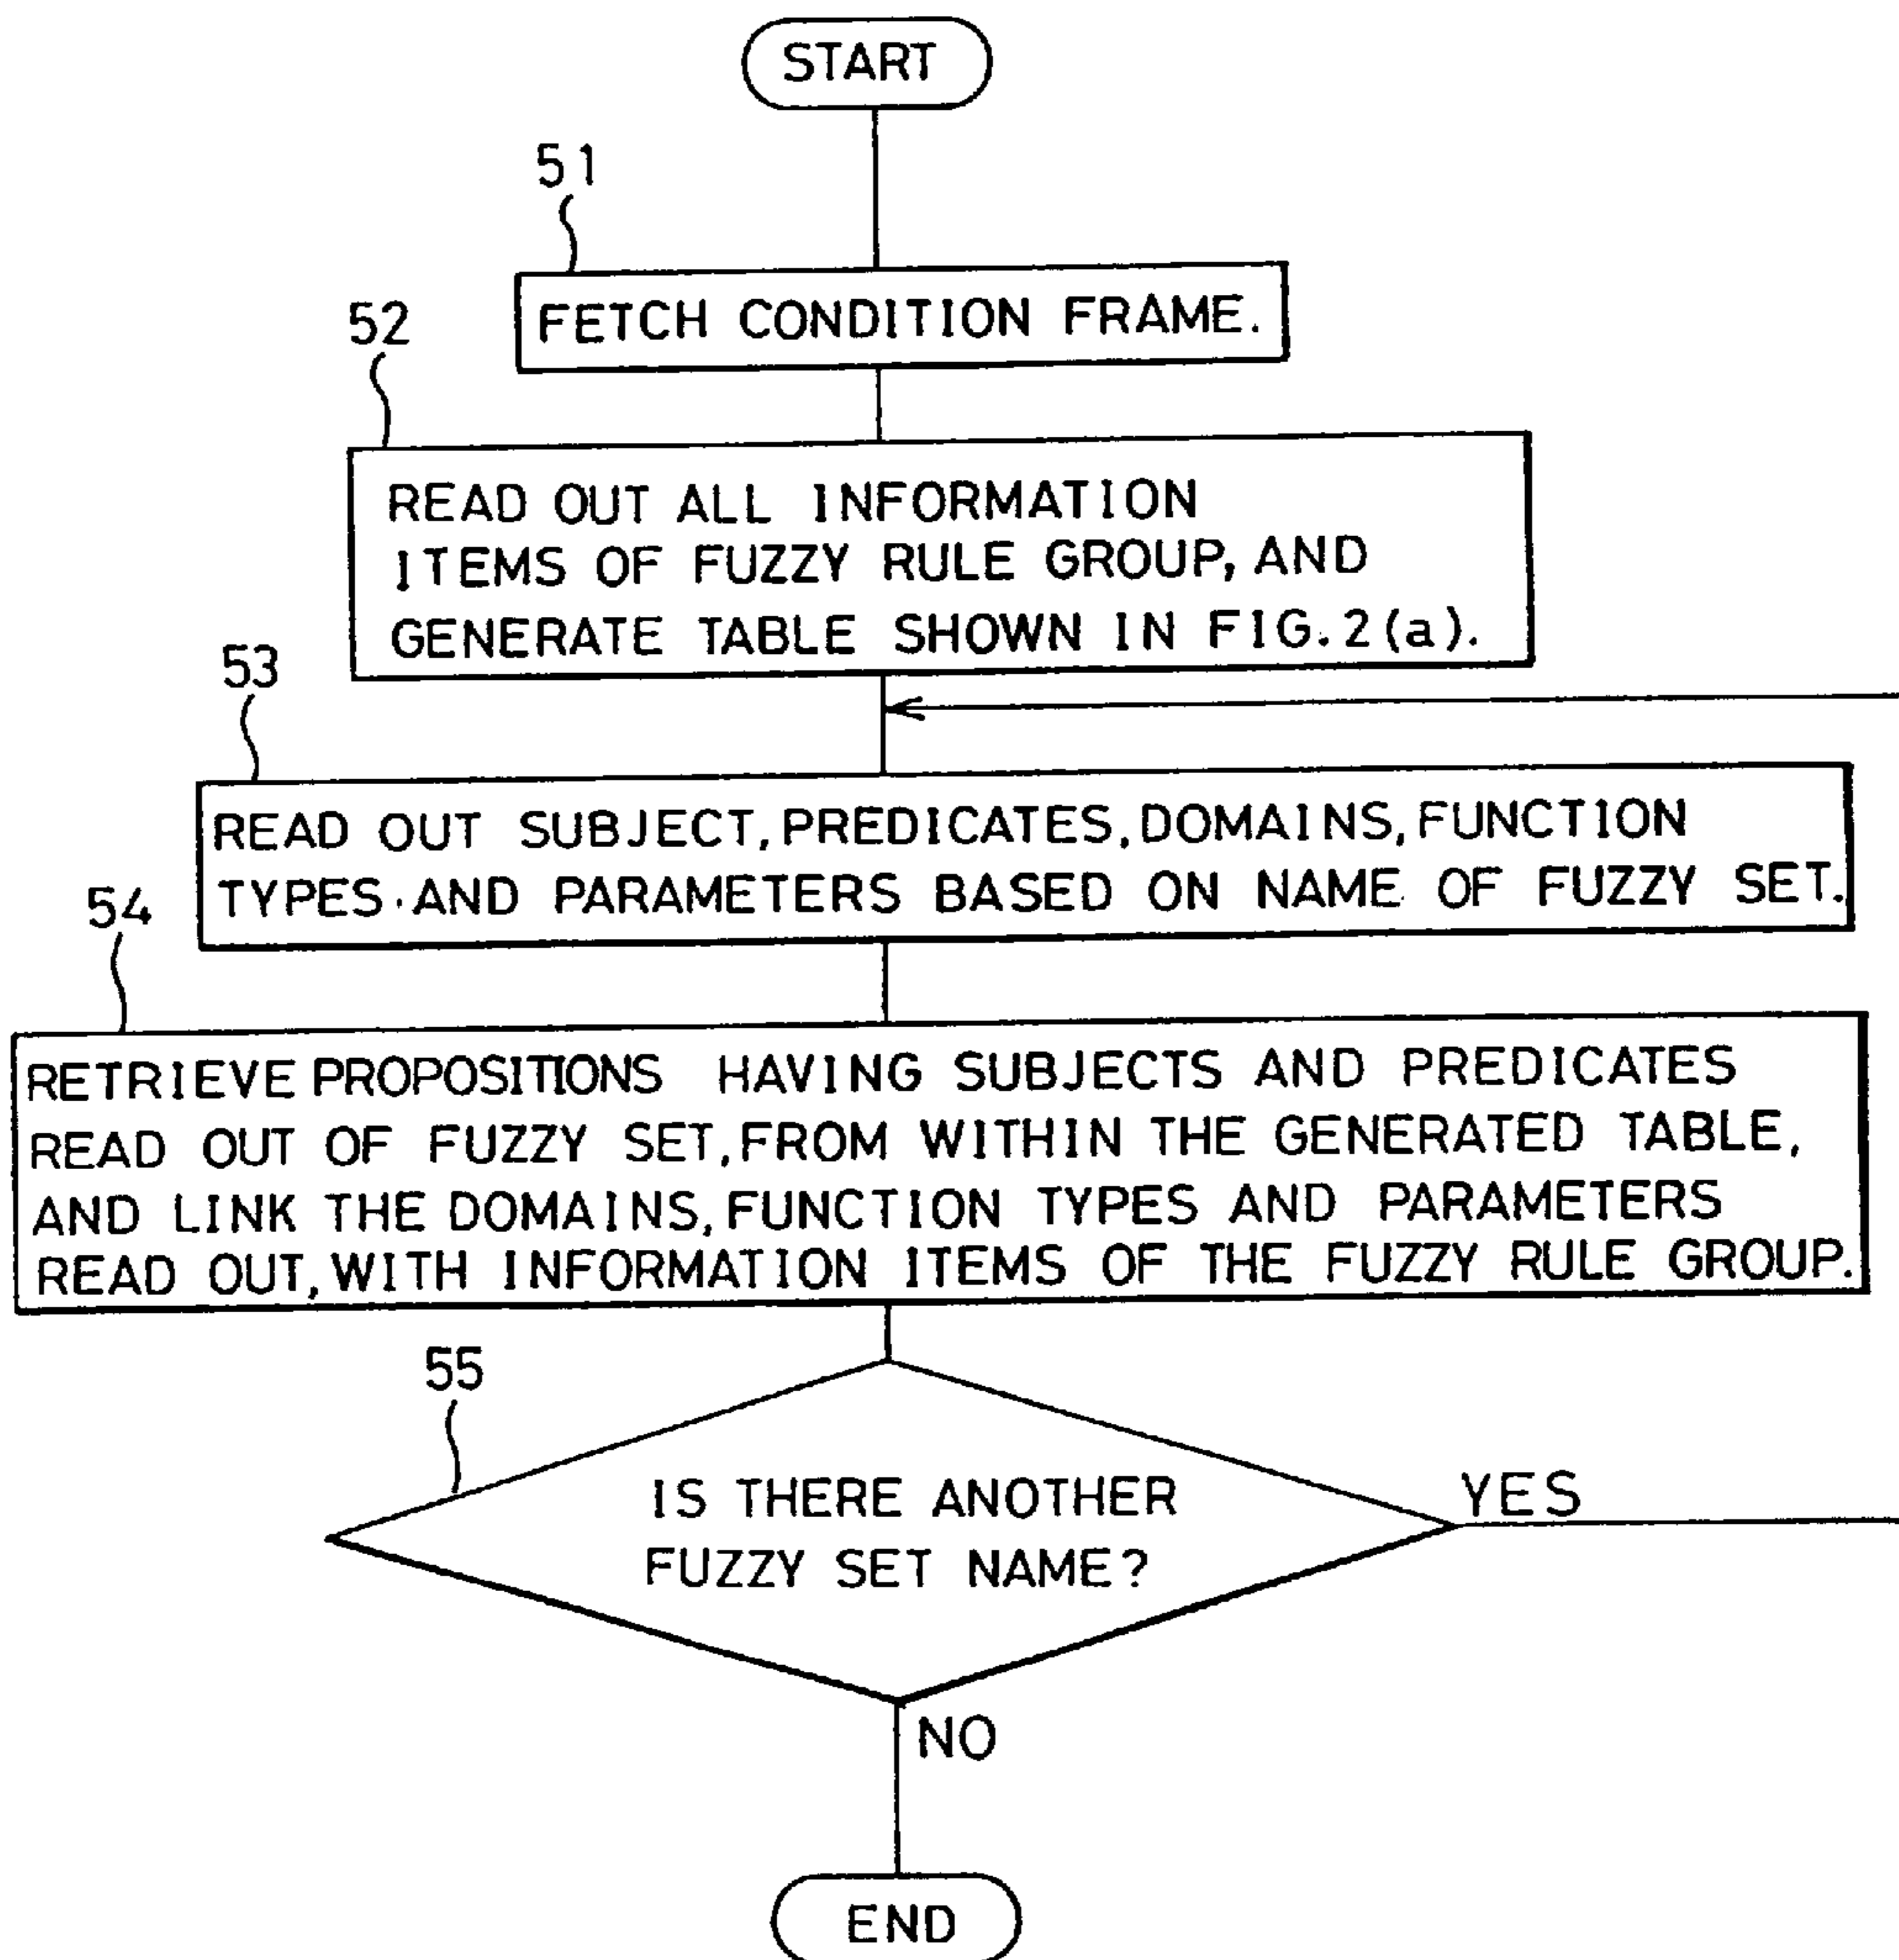 START
51
FETCH CONDITION FRAME.
52
READ OUT ALL INFORMATION
ITEMS OF FUZZY RULE GROUP, AND
GENERATE TABLE SHOWN IN FIG.2(a).
53
READ OUT SUBJECT, PREDICATES, DOMAINS, FUNCTION
TYPES AND PARAMETERS BASED ON NAME OF FUZZY SET.
54
RETRIEVE PROPOSITIONS HAVING SUBJECTS AND PREDICATES
READ OUT OF FUZZY SET, FROM WITHIN THE GENERATED TABLE,
AND LINK THE DOMAINS, FUNCTION TYPES AND PARAMETERS
READ OUT, WITH INFORMATION ITEMS OF THE FUZZY RULE GROUP.
55
IS THERE ANOTHER
FUZZY SET NAME?
YES
NO
END